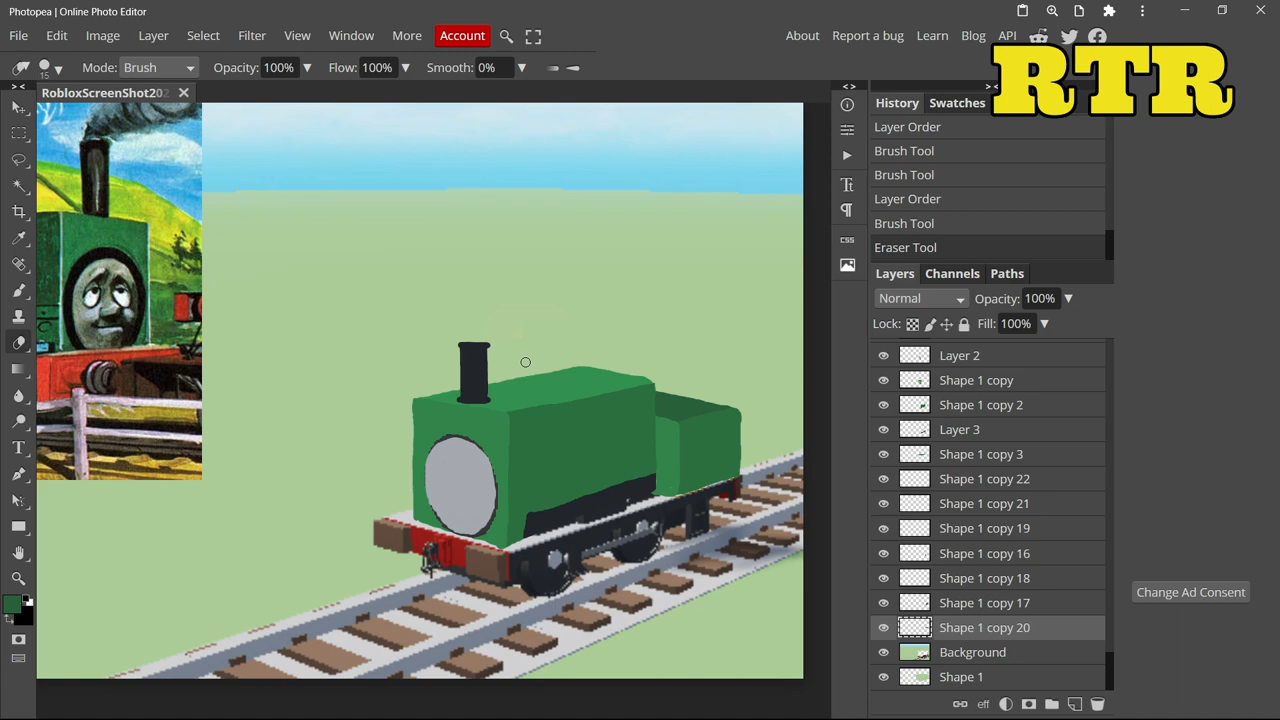 Photopea | Online Photo Editor
File Edit Image Layer Select Filter View Window More Account
About Report a bug Learn Blog API
15 Mode: Brush Opacity: 100% Flow: 100% Smooth: 0%
RTR
RobloxScreenShot202
History Swatches
Layer Order
Brush Tool
Brush Tool
Layer Order
Brush Tool
Eraser Tool
CSS
Layers Channels Paths
Normal Opacity: 100%
Lock: Fill: 100%
Layer 2
Shape 1 copy
Shape 1 copy 2
Layer 3
Shape 1 copy 3
Shape 1 copy 22
Shape 1 copy 21
Shape 1 copy 19
Shape 1 copy 16
Shape 1 copy 18
Shape 1 copy 17
Shape 1 copy 20
Background
Shape 1
eff
Change Ad Consent